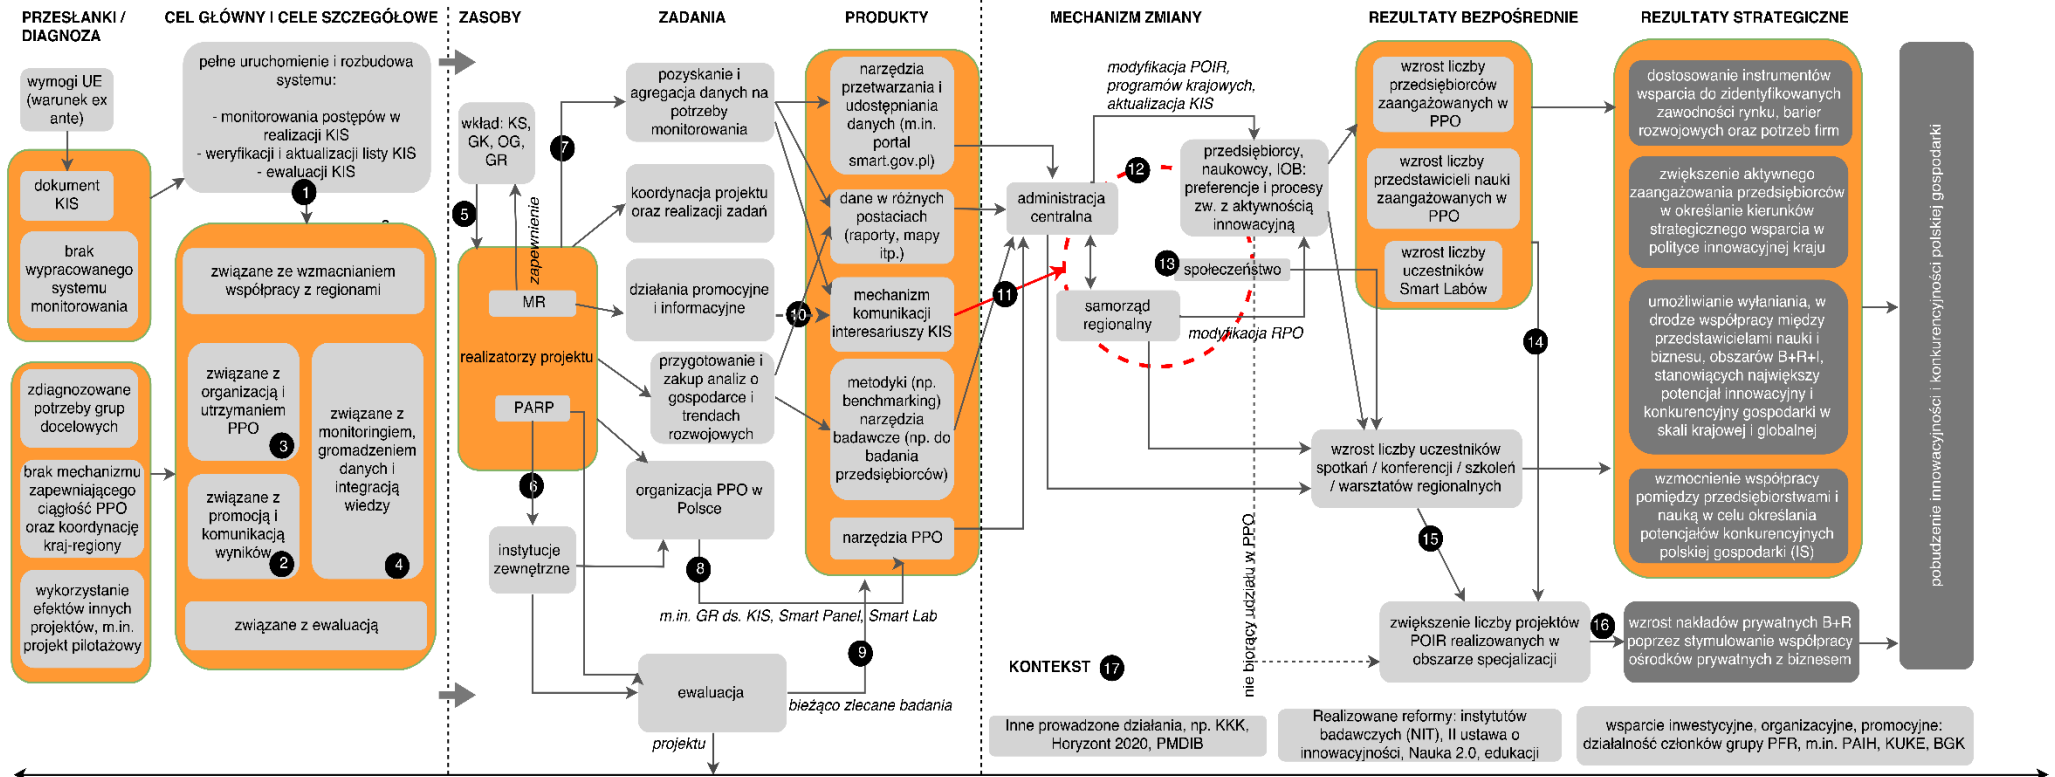 PRZESŁANKI /
DIAGNOZA
wymogi UE
(warunek ex
ante)
dokument
KIS
brak
wypracowanego
systemu
monitorowania
zdiagnozowane
potrzeby grup
docelowych
brak mechanizmu
zapewniającego
ciągłość PPO
oraz koordynację
kraj-regiony
wykorzystanie
efektów innych
projektów, m.in.
projekt pilotażowy
CEL GŁÓWNY I CELE SZCZEGÓŁOWE
pełne uruchomienie i rozbudowa
systemu:
- monitorowania postępów w
realizacji KIS
- weryfikacji i aktualizacji listy KIS
- ewaluacji KIS
1
związane ze wzmacnianiem
współpracy z regionami
związane z
organizacją i
utrzymaniem
PPO
3
związane z
promocją i
komunikacją
wyników
2
związane z
monitoringiem,
gromadzeniem
danych i
integracją
wiedzy
4
związane z ewaluacją
ZASOBY
wkład: KS,
GK, OG,
GR
5
zapewnienie
7
MR
realizatorzy projektu
PARP
6
instytucje
zewnętrzne
ZADANIA
pozyskanie i
agregacja danych na
potrzeby
monitorowania
koordynacja projektu
oraz realizacji zadań
działania promocyjne
i informacyjne
10
przygotowanie i
zakup analiz o
gospodarce i
trendach
rozwojowych
organizacja PPO w
Polsce
8
m.in. GR ds. KIS, Smart Panel, Smart Lab
9
ewaluacja
bieżąco zlecane badania
projektu
PRODUKTY
narzędzia
przetwarzania i
udostępniania
danych (m.in.
portal
smart.gov.pl)
dane w różnych
postaciach
(raporty, mapy
itp.)
mechanizm
komunikacji
interesariuszy KIS
metodyki (np.
benchmarking)
narzędzia
badawcze (np. do
badania
przedsiębiorców)
narzędzia PPO
MECHANIZM ZMIANY
modyfikacja POIR,
programów krajowych,
aktualizacja KIS
12
administracja
centralna
przedsiębiorcy,
naukowcy, IOB:
preferencje i procesy
zw. z aktywnością
innowacyjną
13
społeczeństwo
11
samorząd
regionalny
modyfikacja RPO
nie biorący udziału w PPO
REZULTATY BEZPOŚREDNIE
wzrost liczby
przedsiębiorców
zaangażowanych w
PPO
wzrost liczby
przedstawicieli nauki
zaangażowanych w
PPO
wzrost liczby
uczestników
Smart Labów
14
wzrost liczby uczestników
spotkań / konferencji / szkoleń
/ warsztatów regionalnych
15
zwiększenie liczby projektów
POIR realizowanych w
obszarze specjalizacji
16
REZULTATY STRATEGICZNE
dostosowanie instrumentów
wsparcia do zidentyfikowanych
zawodności rynku, barier
rozwojowych oraz potrzeb firm
zwiększenie aktywnego
zaangażowania przedsiębiorców
w określanie kierunków
strategicznego wsparcia w
polityce innowacyjnej kraju
umożliwianie wyłaniania, w
drodze współpracy między
przedstawicielami nauki i
biznesu, obszarów B+R+I,
stanowiących największy
potencjał innowacyjny i
konkurencyjny gospodarki w
skali krajowej i globalnej
wzmocnienie współpracy
pomiędzy przedsiębiorstwami i
nauką w celu określania
potencjałów konkurencyjnych
polskiej gospodarki (IS)
wzrost nakładów prywatnych B+R
poprzez stymulowanie współpracy
ośrodków prywatnych z biznesem
pobudzenie innowacyjności i konkurencyjności polskiej gospodarki
KONTEKST 17
Inne prowadzone działania, np. KKK,
Horyzont 2020, PMDIB
Realizowane reformy: instytutów
badawczych (NIT), II ustawa o
innowacyjności, Nauka 2.0, edukacji
wsparcie inwestycyjne, organizacyjne, promocyjne:
działalność członków grupy PFR, m.in. PAIH, KUKE, BGK